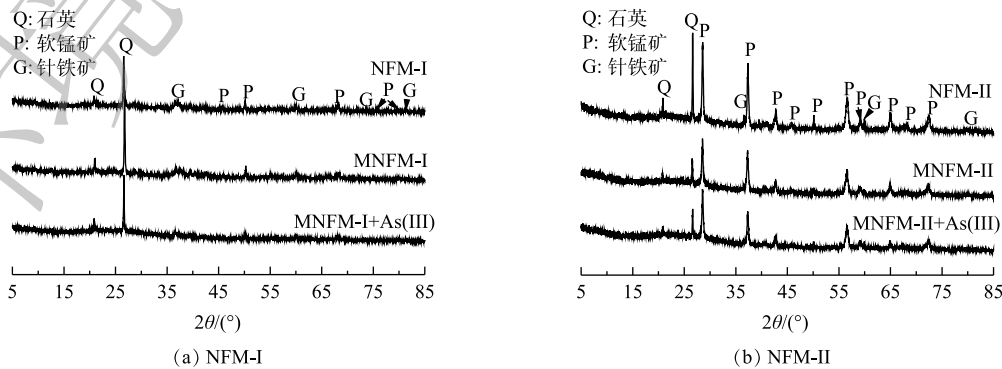 Q: 石英
P: 软锰矿
G: 针铁矿
Q
Q
G
P
P
G
P
G
P
G
NFM-I
MNFM-I
MNFM-I+As(III)
5 15 25 35 45 55 65 75 85
2θ/(°)
(a) NFM-I
Q: 石英
P: 软锰矿
G: 针铁矿
Q
Q
P
G
P
P
P
P
P
P
G
P
P
P
G
NFM-II
MNFM-II
MNFM-II+As(III)
5 15 25 35 45 55 65 75 85
2θ/(°)
(b) NFM-II